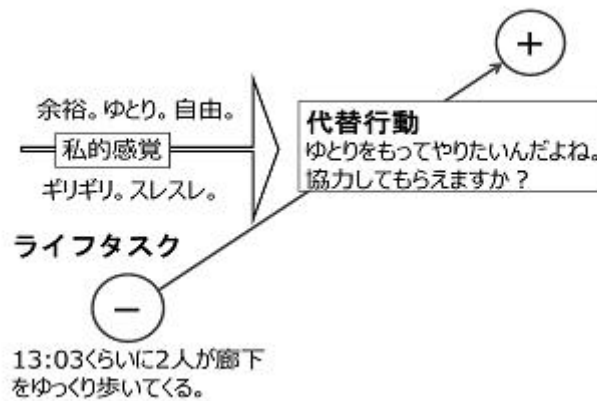 +
余裕。ゆとり。自由。
私的感覚
ギリギリ。スレスレ。
代替行動
ゆとりをもってやりたいんだよね。
協力してもらえますか？
ライフタスク
−
13:03くらいに2人が廊下
をゆっくり歩いてくる。